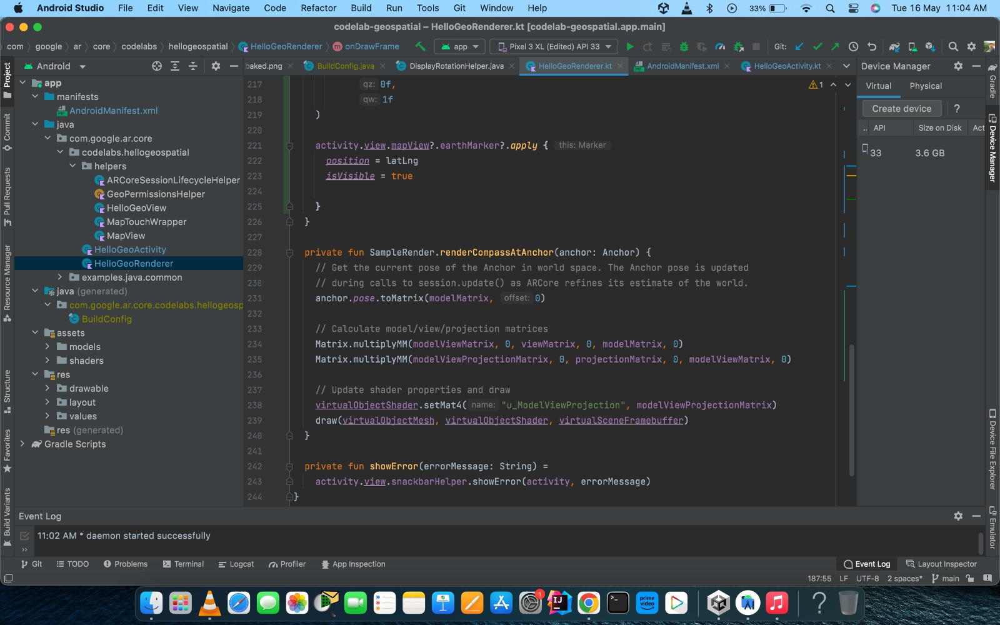 Android Studio File Edit View Navigate Code Refactor Build Run Tools Git Window Help 33% Tue 16 May 11:04 AM
codelab-geospatial – HelloGeoRenderer.kt [codelab-geospatial.app.main]
com google ar core codelabs hellogeospatial HelloGeoRenderer m onDrawFrame app Pixel 3 XL (Edited) API 33 Git:
Android
baked.png BuildConfig.java DisplayRotationHelper.java HelloGeoRenderer.kt AndroidManifest.xml HelloGeoActivity.kt
Device Manager
Project
Commit
Pull Requests
Resource Manager
Structure
Favorites
Build Variants
app
manifests
MF AndroidManifest.xml
java
com.google.ar.core
codelabs.hellogeospatial
helpers
ARCoreSessionLifecycleHelper
GeoPermissionsHelper
HelloGeoView
MapTouchWrapper
MapView
HelloGeoActivity
HelloGeoRenderer
examples.java.common
java (generated)
com.google.ar.core.codelabs.hellogeosp
BuildConfig
assets
models
shaders
res
drawable
layout
values
res (generated)
Gradle Scripts
1
217 qz: 0f,
218 qw: 1f
219 )
220
221 activity.view.mapView?.earthMarker?.apply { this: Marker
222 position = latLng
223 isVisible = true
224
225 }
226 }
227
228 private fun SampleRender.renderCompassAtAnchor(anchor: Anchor) {
229 // Get the current pose of the Anchor in world space. The Anchor pose is updated
230 // during calls to session.update() as ARCore refines its estimate of the world.
231 anchor.pose.toMatrix(modelMatrix, offset: 0)
232
233 // Calculate model/view/projection matrices
234 Matrix.multiplyMM(modelViewMatrix, 0, viewMatrix, 0, modelMatrix, 0)
235 Matrix.multiplyMM(modelViewProjectionMatrix, 0, projectionMatrix, 0, modelViewMatrix, 0)
236
237 // Update shader properties and draw
238 virtualObjectShader.setMat4( name: "u_ModelViewProjection", modelViewProjectionMatrix)
239 draw(virtualObjectMesh, virtualObjectShader, virtualSceneFramebuffer)
240 }
241
242 private fun showError(errorMessage: String) =
243 activity.view.snackbarHelper.showError(activity, errorMessage)
244 }
Virtual Physical
Create device ?
.. API Size on Disk Act
33 3.6 GB
Gradle
Device Manager
Device File Explorer
Emulator
Event Log
11:02 AM * daemon started successfully
»
Git TODO Problems Terminal Logcat Profiler App Inspection Event Log Layout Inspector
187:55 LF UTF-8 2 spaces* main
1
IJ
prime video
?